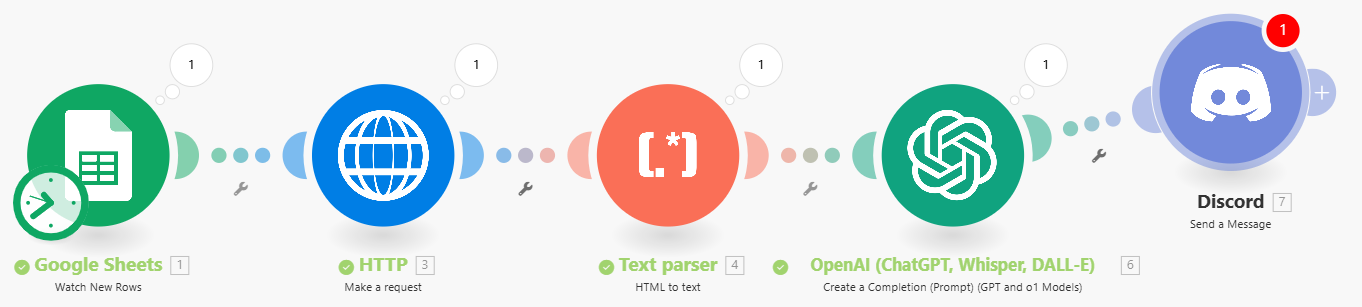 1
1
1
1
1
[.*]
Google Sheets 1
Watch New Rows
HTTP 3
Make a request
Text parser 4
HTML to text
OpenAI (ChatGPT, Whisper, DALL-E) 6
Create a Completion (Prompt) (GPT and o1 Models)
Discord 7
Send a Message